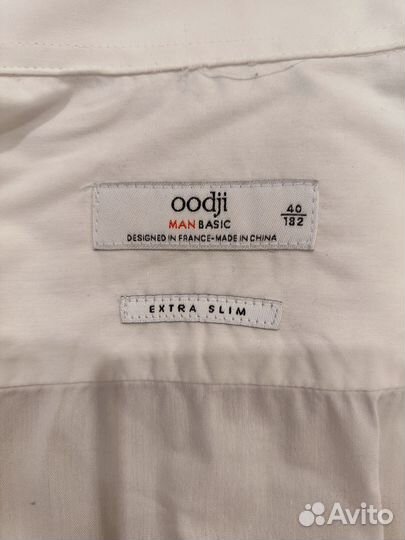 oodji
MAN BASIC
DESIGNED IN FRANCE•MADE IN CHINA
40
182
EXTRA SLIM
Avito